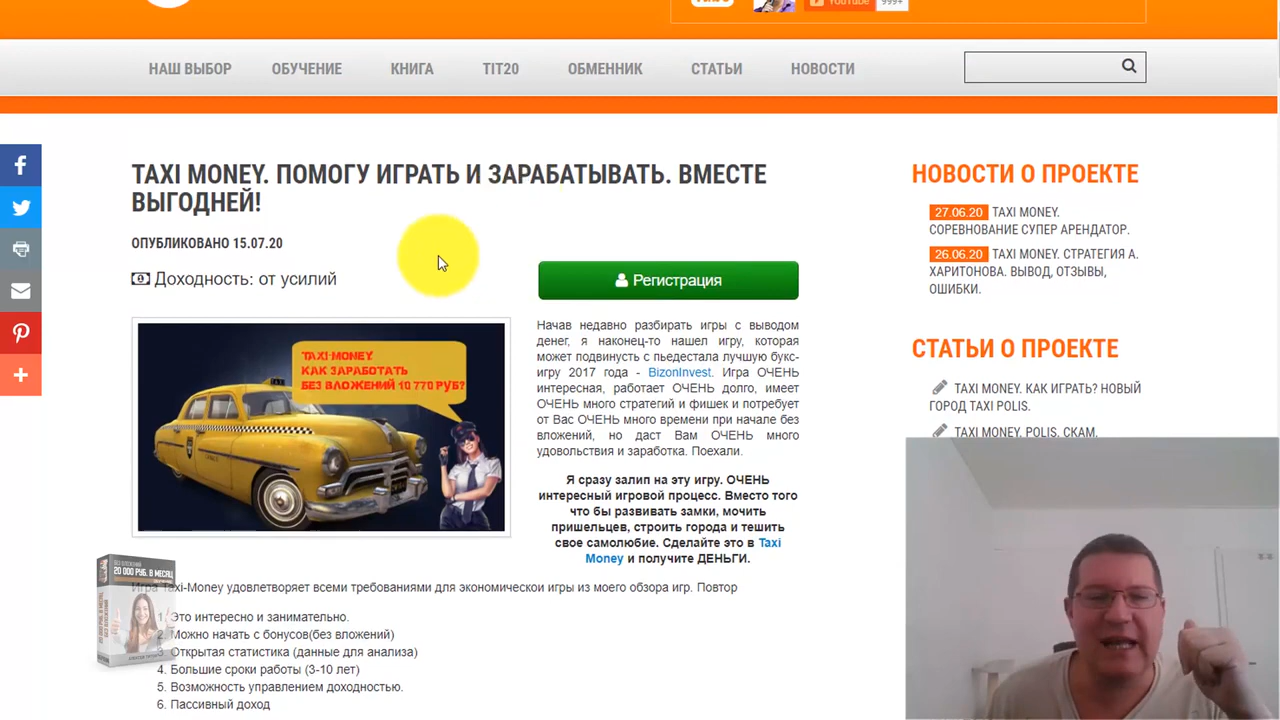 YouTube 999+
НАШ ВЫБОР ОБУЧЕНИЕ КНИГА TIT20 ОБМЕННИК СТАТЬИ НОВОСТИ
TAXI MONEY. ПОМОГУ ИГРАТЬ И ЗАРАБАТЫВАТЬ. ВМЕСТЕ
ВЫГОДНЕЙ!
ОПУБЛИКОВАНО 15.07.20
Доходность: от усилий
Регистрация
TAXI-MONEY.
КАК ЗАРАБОТАТЬ
БЕЗ ВЛОЖЕНИЙ 10 770 РУБ?
Начав недавно разбирать игры с выводом
денег, я наконец-то нашел игру, которая
может подвинусть с пьедестала лучшую букс-
игру 2017 года - BizonInvest. Игра ОЧЕНЬ
интересная, работает ОЧЕНЬ долго, имеет
ОЧЕНЬ много стратегий и фишек и потребует
от Вас ОЧЕНЬ много времени при начале без
вложений, но даст Вам ОЧЕНЬ много
удовольствия и заработка. Поехали.
Я сразу залип на эту игру. ОЧЕНЬ
интересный игровой процесс. Вместо того
что бы развивать замки, мочить
пришельцев, строить города и тешить
свое самолюбие. Сделайте это в Taxi
Money и получите ДЕНЬГИ.
Игра Taxi-Money удовлетворяет всеми требованиями для экономической игры из моего обзора игр. Повтор
1. Это интересно и занимательно.
2. Можно начать с бонусов(без вложений)
3. Открытая статистика (данные для анализа)
4. Большие сроки работы (3-10 лет)
5. Возможность управлением доходностью.
6. Пассивный доход
БЕЗ ВЛОЖЕНИЙ
20 000 РУБ. В МЕСЯЦ
НОВОСТИ О ПРОЕКТЕ
27.06.20 TAXI MONEY.
СОРЕВНОВАНИЕ СУПЕР АРЕНДАТОР.
26.06.20 TAXI MONEY. СТРАТЕГИЯ А.
ХАРИТОНОВА. ВЫВОД, ОТЗЫВЫ,
ОШИБКИ.
СТАТЬИ О ПРОЕКТЕ
TAXI MONEY. КАК ИГРАТЬ? НОВЫЙ
ГОРОД TAXI POLIS.
TAXI MONEY. POLIS. СКАМ.